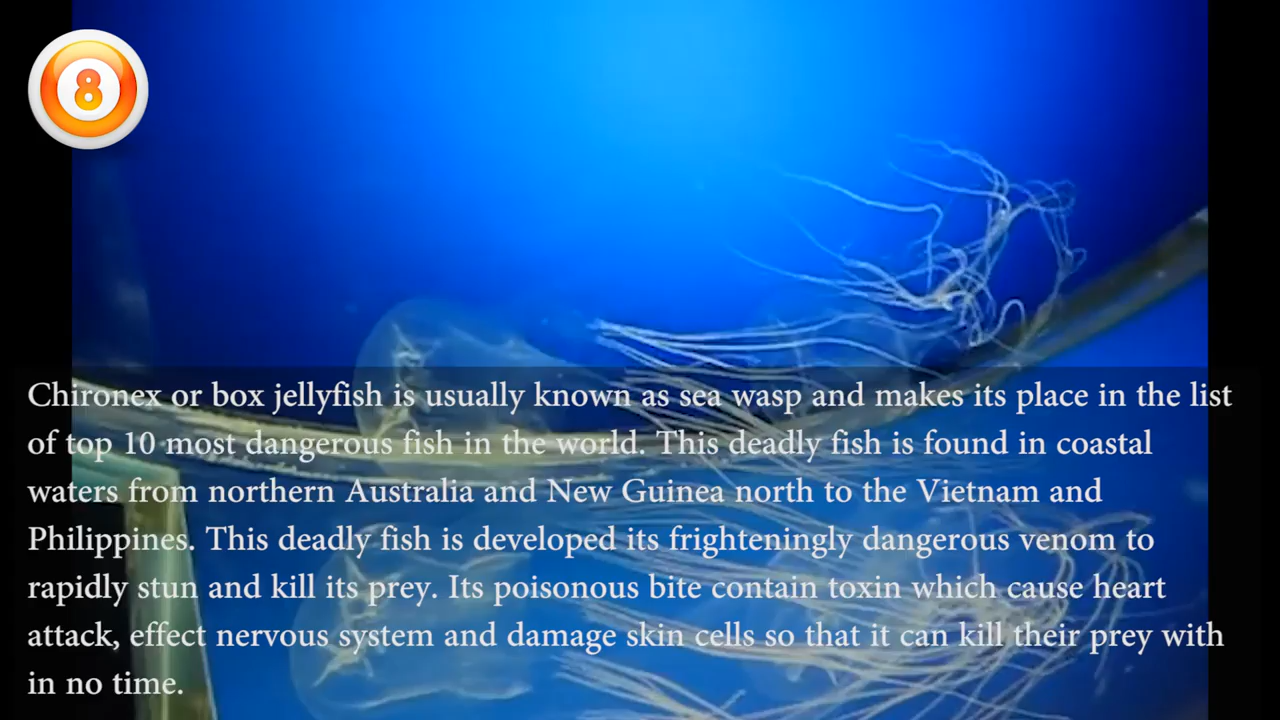 8
Chironex or box jellyfish is usually known as sea wasp and makes its place in the list
of top 10 most dangerous fish in the world. This deadly fish is found in coastal
waters from northern Australia and New Guinea north to the Vietnam and
Philippines. This deadly fish is developed its frighteningly dangerous venom to
rapidly stun and kill its prey. Its poisonous bite contain toxin which cause heart
attack, effect nervous system and damage skin cells so that it can kill their prey with
in no time.